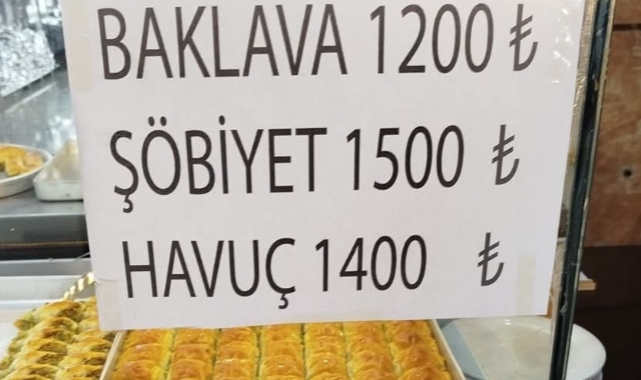 BAKLAVA 1200 ₺
ŞÖBİYET 1500 ₺
HAVUÇ 1400 ₺